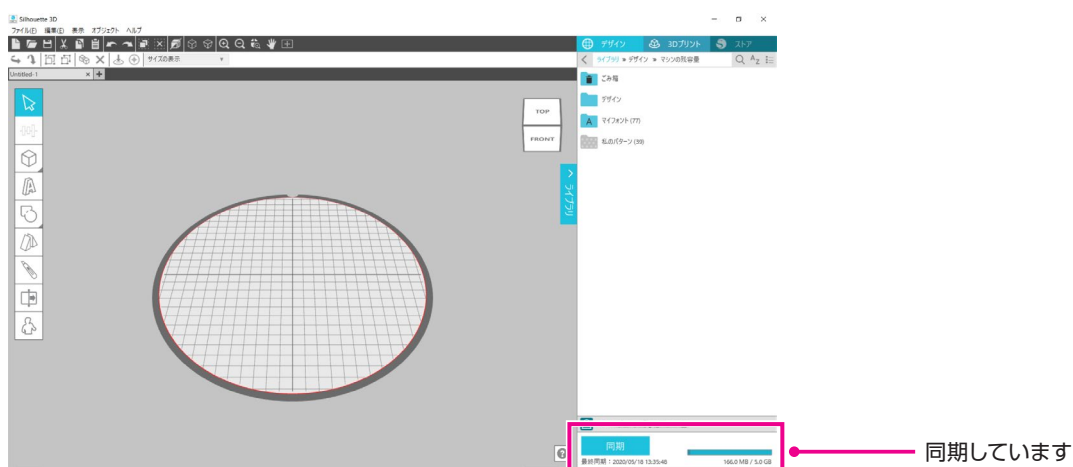 Silhouette 3D
ファイル(F) 編集(E) 表示 オブジェクト ヘルプ
デザイン 3Dプリント ストア
サイズの表示
ライブラリ » デザイン » マシンの残容量
Untitled-1
ごみ箱
デザイン
マイフォント (77)
私のパターン (39)
TOP
FRONT
ライブラリ
同期
最終同期：2020/05/18 13:35:48 166.0 MB / 5.0 GB
同期しています